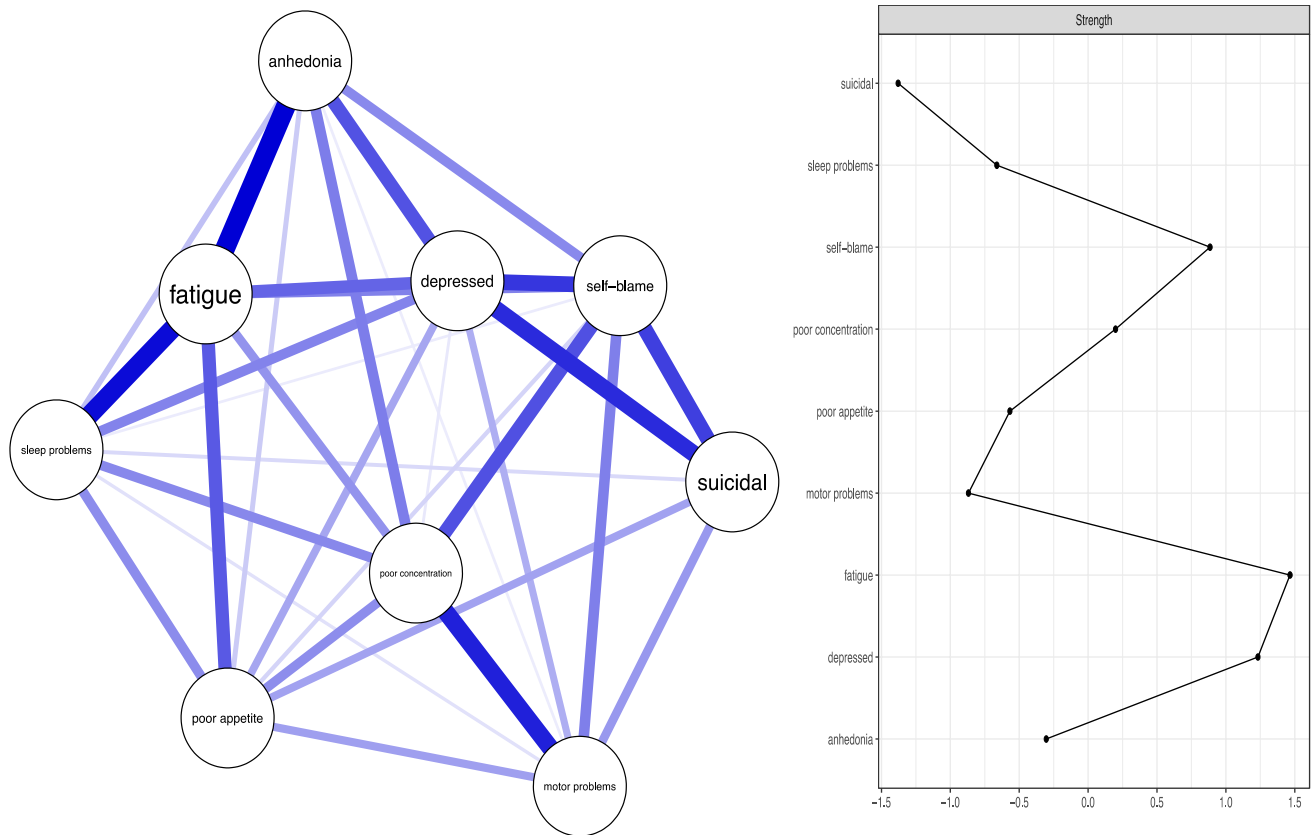 anhedonia
fatigue
depressed
self−blame
sleep problems
suicidal
poor concentration
poor appetite
motor problems
Strength
suicidal
sleep problems
self−blame
poor concentration
poor appetite
motor problems
fatigue
depressed
anhedonia
−1.5 −1.0 −0.5 0.0 0.5 1.0 1.5